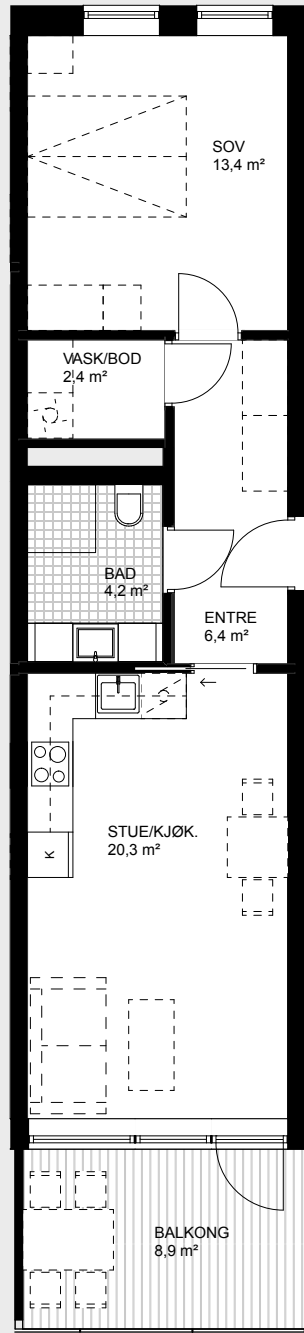 SOV
13,4 m²
VASK/BOD
2,4 m²
BAD
4,2 m²
ENTRE
6,4 m²
STUE/KJØK.
20,3 m²
K
BALKONG
8,9 m²